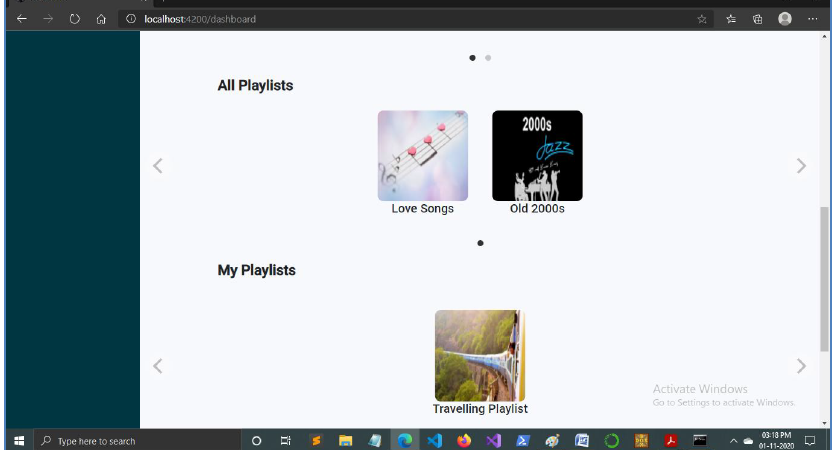 localhost:4200/dashboard
All Playlists
2000s
Jazz
Love Songs
Old 2000s
My Playlists
Travelling Playlist
Activate Windows
Go to Settings to activate Windows.
Type here to search
03:18 PM
01-11-2020